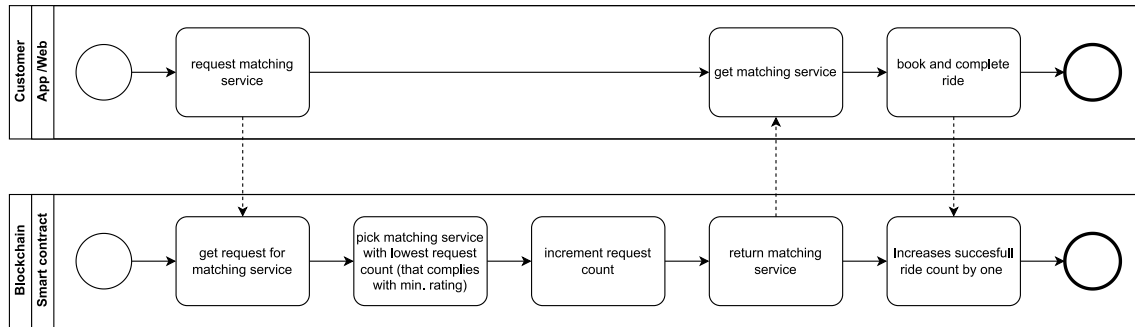 Customer
App /Web
request matching
service
get matching service
book and complete
ride
Blockchain
Smart contract
get request for
matching service
pick matching service
with lowest request
count (that complies
with min. rating)
increment request
count
return matching
service
Increases succesfull
ride count by one